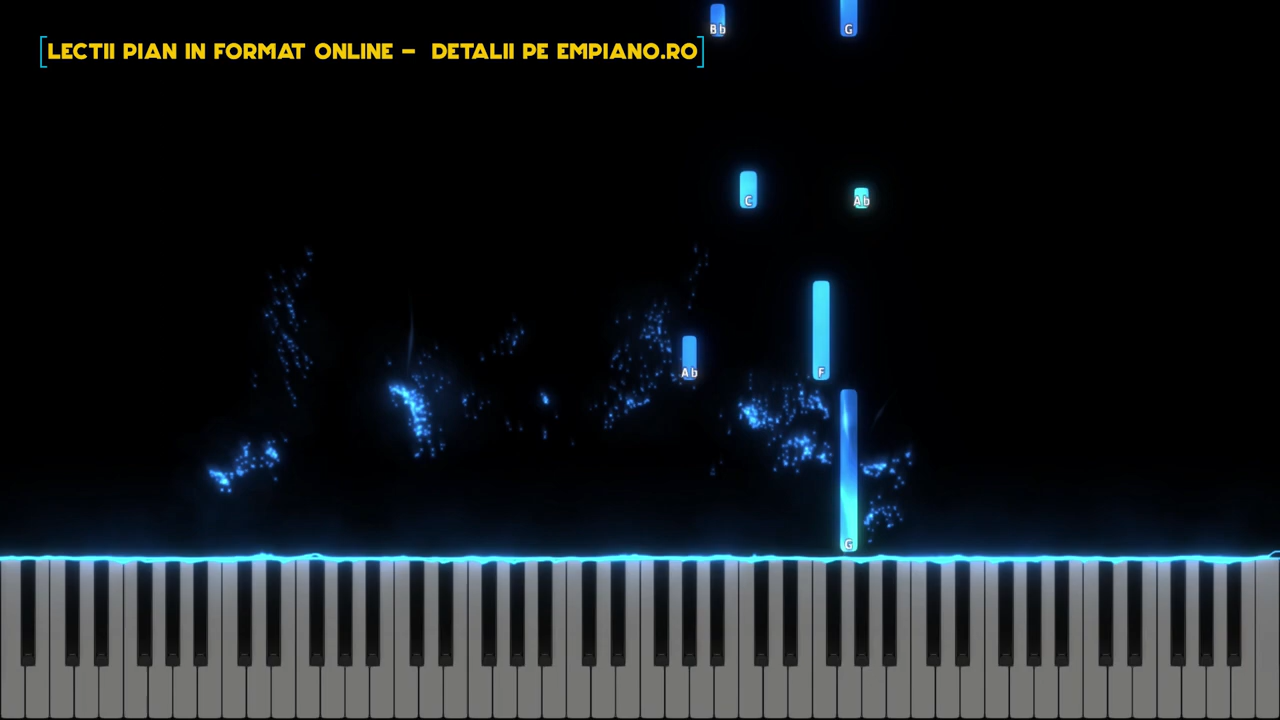 [LECTII PIAN IN FORMAT ONLINE - DETALII PE EMPIANO.RO]
Bb
G
C
Ab
Ab
F
G